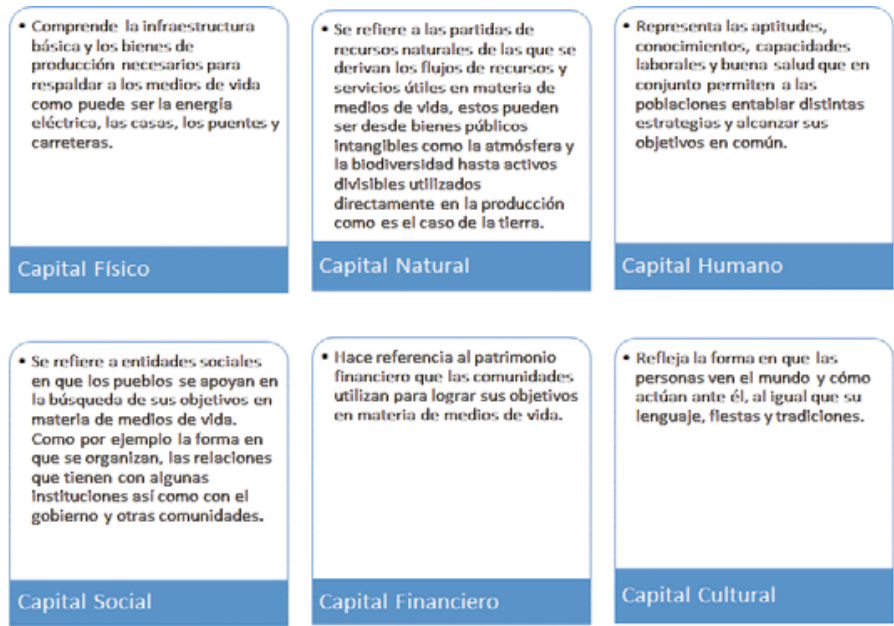 • Comprende la infraestructura
básica y los bienes de
producción necesarios para
respaldar a los medios de vida
como puede ser la energía
eléctrica, las casas, los puentes y
carreteras.
Capital Físico
• Se refiere a las partidas de
recursos naturales de las que se
derivan los flujos de recursos y
servicios útiles en materia de
medios de vida, estos pueden
ser desde bienes públicos
intangibles como la atmósfera y
la biodiversidad hasta activos
divisibles utilizados
directamente en la producción
como es el caso de la tierra.
Capital Natural
• Representa las aptitudes,
conocimientos, capacidades
laborales y buena salud que en
conjunto permiten a las
poblaciones entablar distintas
estrategias y alcanzar sus
objetivos en común.
Capital Humano
• Se refiere a entidades sociales
en que los pueblos se apoyan en
la búsqueda de sus objetivos en
materia de medios de vida.
Como por ejemplo la forma en
que se organizan, las relaciones
que tienen con algunas
instituciones así como con el
gobierno y otras comunidades.
Capital Social
• Hace referencia al patrimonio
financiero que las comunidades
utilizan para lograr sus objetivos
en materia de medios de vida.
Capital Financiero
• Refleja la forma en que las
personas ven el mundo y cómo
actúan ante él, al igual que su
lenguaje, fiestas y tradiciones.
Capital Cultural